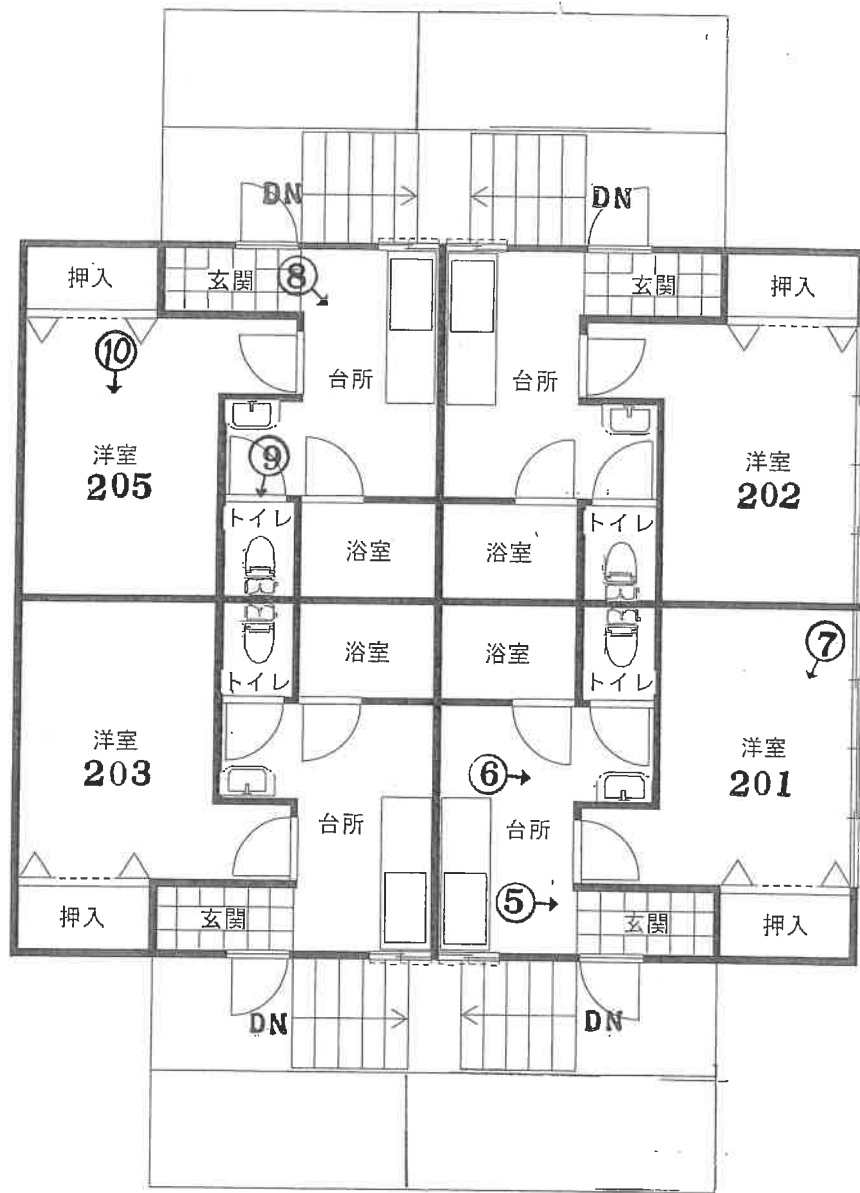 DN
DN
押入
玄関
⑧
玄関
押入
⑩
台所
台所
洋室
205
⑨
洋室
202
トイレ
浴室
浴室
トイレ
トイレ
浴室
浴室
トイレ
⑦
洋室
203
⑥
洋室
201
台所
台所
⑤
押入
玄関
玄関
押入
DN
DN